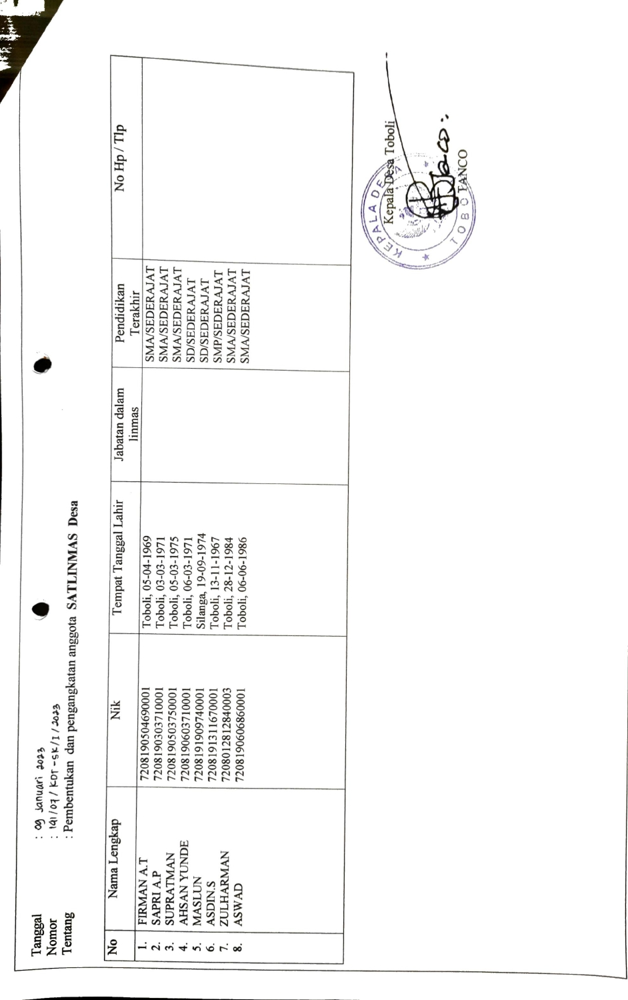 Tanggal : 09 Januari 2023
Nomor : 141/07/KDT-SK/I/2023
Tentang : Pembentukan dan pengangkatan anggota SATLINMAS Desa
No Nama Lengkap Nik Tempat Tanggal Lahir Jabatan dalam linmas Pendidikan Terakhir No Hp / Tlp
1. FIRMAN A.T 7208190504690001 Toboli, 05-04-1969 SMA/SEDERAJAT
2. SAPRI A.P 7208190303710001 Toboli, 03-03-1971 SMA/SEDERAJAT
3. SUPRATMAN 7208190503750001 Toboli, 05-03-1975 SMA/SEDERAJAT
4. AHSAN YUNDE 7208190603710001 Toboli, 06-03-1971 SD/SEDERAJAT
5. MASLUN 7208191909740001 Silanga, 19-09-1974 SD/SEDERAJAT
6. ASDIN.S 7208191311670001 Toboli, 13-11-1967 SMP/SEDERAJAT
7. ZULHARMAN 7208012812840003 Toboli, 28-12-1984 SMA/SEDERAJAT
8. ASWAD 7208190606860001 Toboli, 06-06-1986 SMA/SEDERAJAT
Kepala Desa Toboli
KEPALA DE
TOBO
TANCO